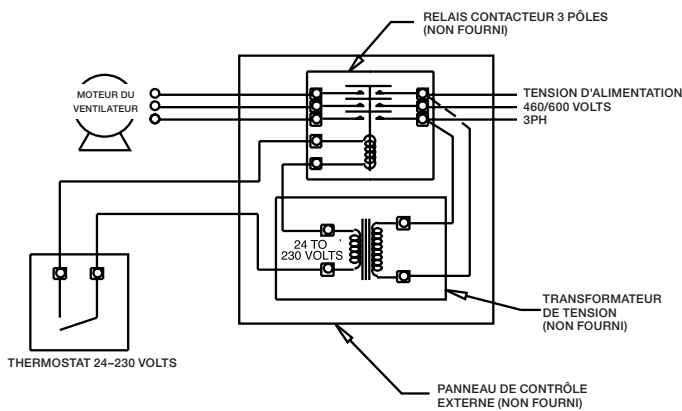 RELAIS CONTACTEUR 3 PÔLES
(NON FOURNI)
MOTEUR DU
VENTILATEUR
TENSION D'ALIMENTATION
460/600 VOLTS
3PH
24 TO
230 VOLTS
TRANSFORMATEUR
DE TENSION
(NON FOURNI)
THERMOSTAT 24–230 VOLTS
PANNEAU DE CONTRÔLE
EXTERNE (NON FOURNI)